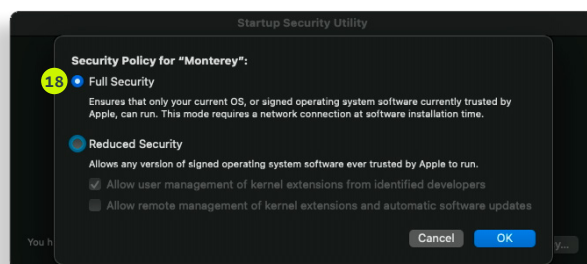 Startup Security Utility
Security Policy for “Monterey”:
18 Full Security
Ensures that only your current OS, or signed operating system software currently trusted by
Apple, can run. This mode requires a network connection at software installation time.
Reduced Security
Allows any version of signed operating system software ever trusted by Apple to run.
Allow user management of kernel extensions from identified developers
Allow remote management of kernel extensions and automatic software updates
You h
Cancel OK
y...